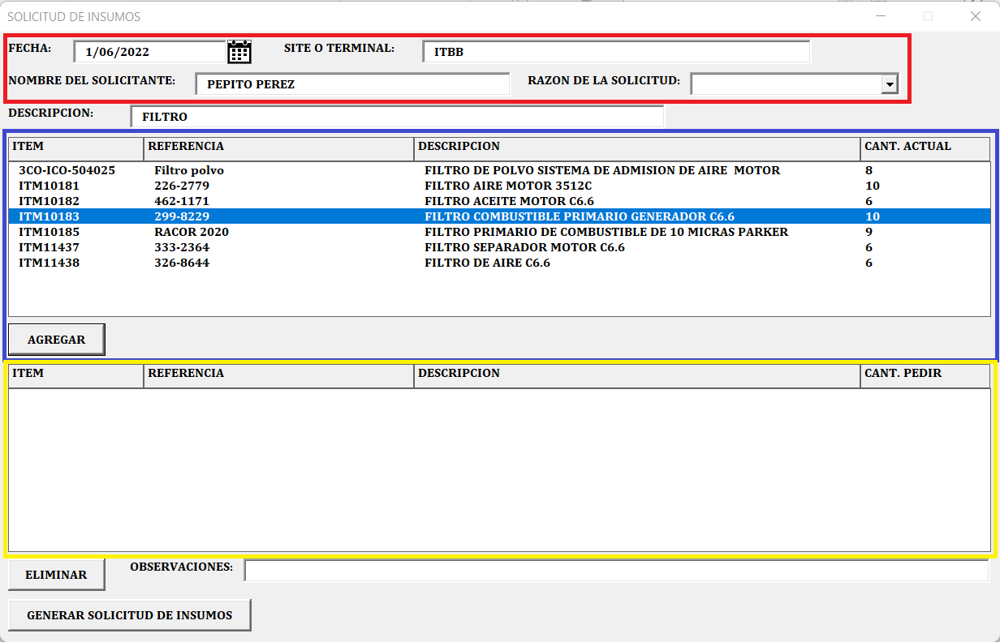 SOLICITUD DE INSUMOS
FECHA: 1/06/2022 SITE O TERMINAL: ITBB
NOMBRE DEL SOLICITANTE: PEPITO PEREZ RAZON DE LA SOLICITUD:
DESCRIPCION: FILTRO
ITEM REFERENCIA DESCRIPCION CANT. ACTUAL
3CO-ICO-504025 Filtro polvo FILTRO DE POLVO SISTEMA DE ADMISION DE AIRE MOTOR 8
ITM10181 226-2779 FILTRO AIRE MOTOR 3512C 10
ITM10182 462-1171 FILTRO ACEITE MOTOR C6.6 6
ITM10183 299-8229 FILTRO COMBUSTIBLE PRIMARIO GENERADOR C6.6 10
ITM10185 RACOR 2020 FILTRO PRIMARIO DE COMBUSTIBLE DE 10 MICRAS PARKER 9
ITM11437 333-2364 FILTRO SEPARADOR MOTOR C6.6 6
ITM11438 326-8644 FILTRO DE AIRE C6.6 6
AGREGAR
ITEM REFERENCIA DESCRIPCION CANT. PEDIR
ELIMINAR OBSERVACIONES:
GENERAR SOLICITUD DE INSUMOS